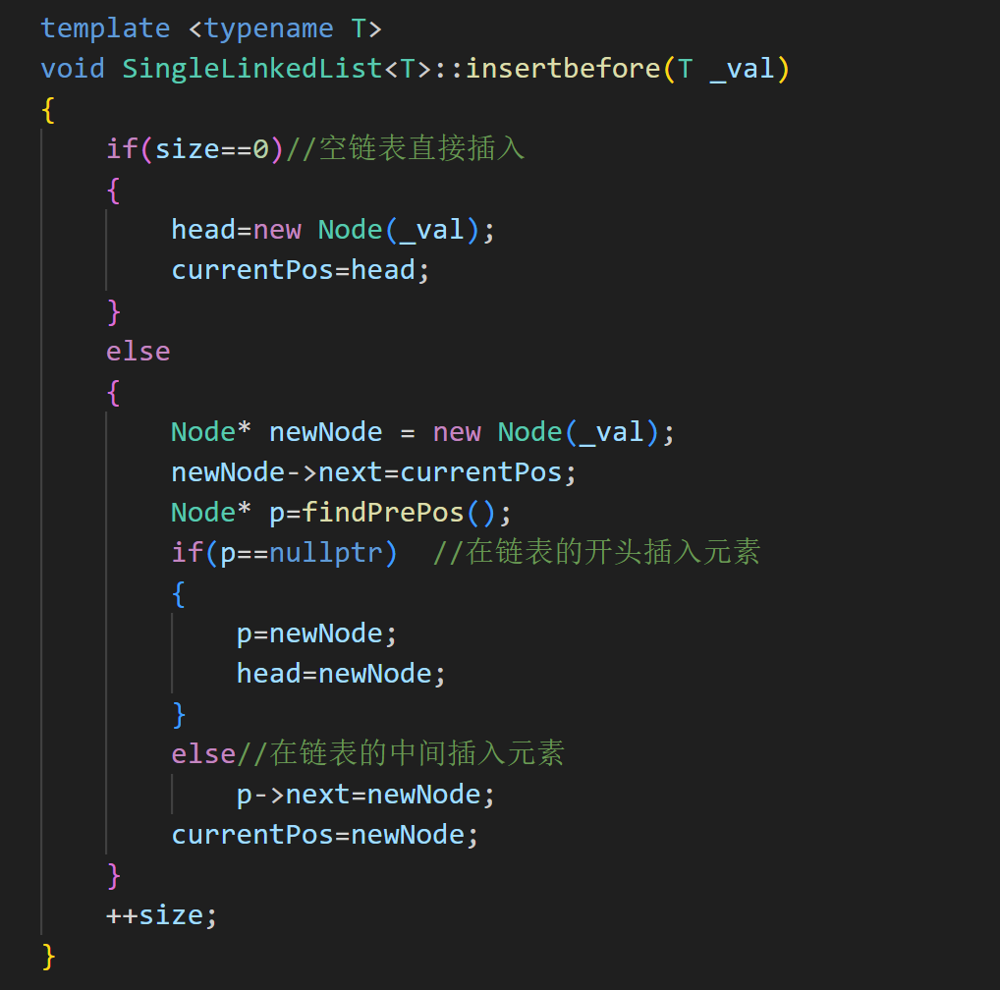 template <typename T>
void SingleLinkedList<T>::insertbefore(T _val)
{
    if(size==0)//空链表直接插入
    {
        head=new Node(_val);
        currentPos=head;
    }
    else
    {
        Node* newNode = new Node(_val);
        newNode->next=currentPos;
        Node* p=findPrePos();
        if(p==nullptr)  //在链表的开头插入元素
        {
            p=newNode;
            head=newNode;
        }
        else//在链表的中间插入元素
            p->next=newNode;
        currentPos=newNode;
    }
    ++size;
}